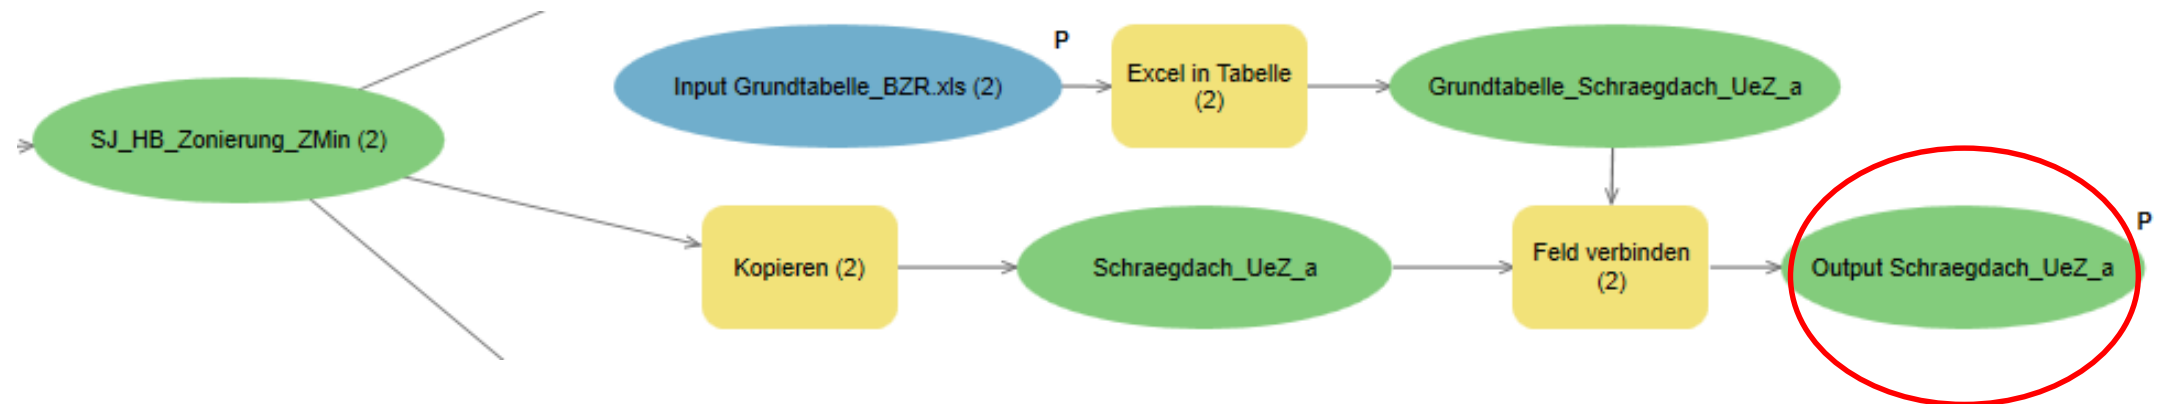 P
Input Grundtabelle_BZR.xls (2)
Excel in Tabelle
(2)
Grundtabelle_Schraegdach_UeZ_a
SJ_HB_Zonierung_ZMin (2)
P
Kopieren (2)
Schraegdach_UeZ_a
Feld verbinden
(2)
Output Schraegdach_UeZ_a